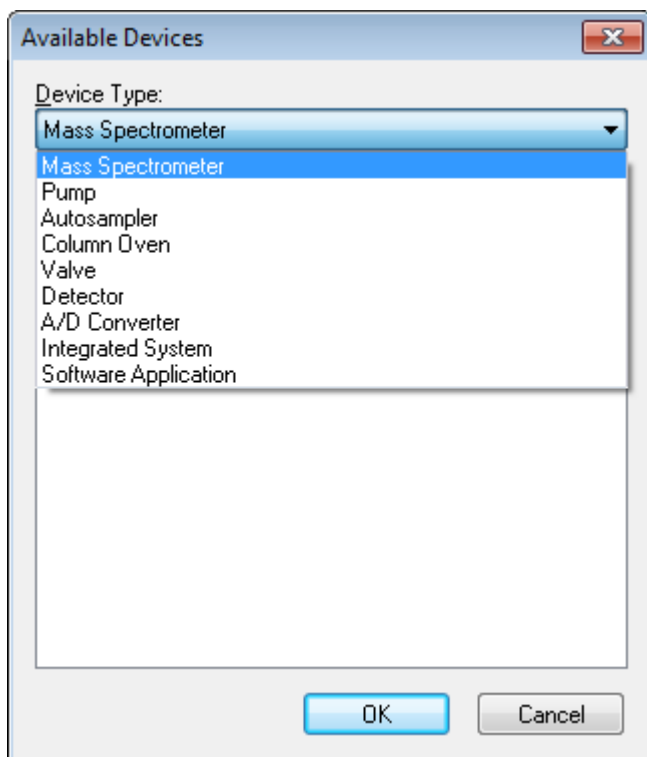 Available Devices
Device Type:
Mass Spectrometer
Mass Spectrometer
Pump
Autosampler
Column Oven
Valve
Detector
A/D Converter
Integrated System
Software Application
OK
Cancel